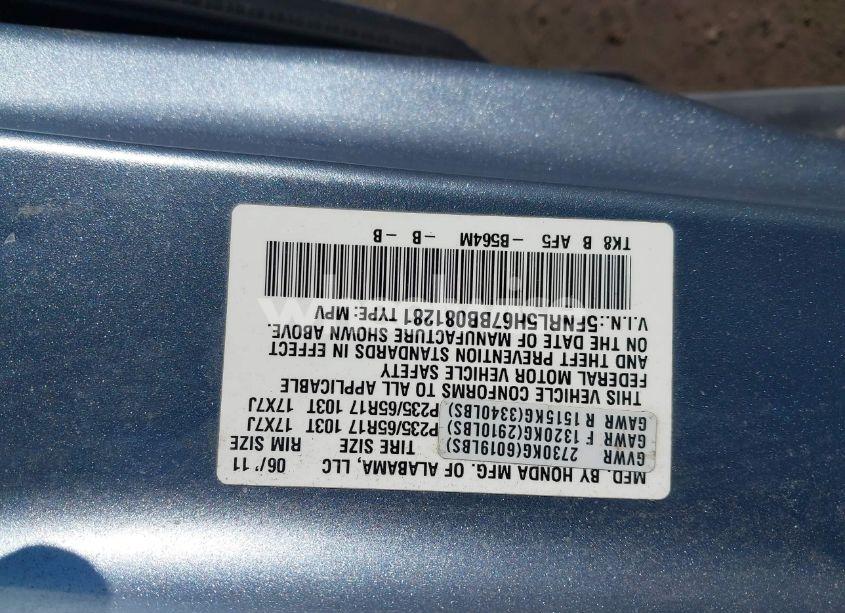 MFD. BY HONDA MFG. OF ALABAMA, LLC 06/'11
GVWR 2730KG(6019LBS) TIRE SIZE RIM SIZE
GAWR F 1320KG(2910LBS) P235/65R17 103T 17X7J
GAWR R 1515KG(3340LBS) P235/65R17 103T 17X7J
THIS VEHICLE CONFORMS TO ALL APPLICABLE
FEDERAL MOTOR VEHICLE SAFETY
AND THEFT PREVENTION STANDARDS IN EFFECT
ON THE DATE OF MANUFACTURE SHOWN ABOVE.
V.I.N.:5FNRL5H67BB081281 TYPE: MPV
TK8 B AF5 -B564M - B - B